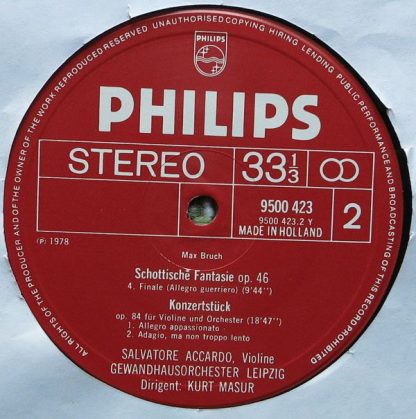 ALL RIGHTS OF THE PRODUCER AND OF THE OWNER OF THE WORK REPRODUCED RESERVED UNAUTHORISED COPYING HIRING LENDING PUBLIC PERFORMANCE AND BROADCASTING OF THIS RECORD PROHIBITED
PHILIPS
PHILIPS
STEREO
33 1/3
9500 423
9500 423.2 Y
MADE IN HOLLAND
2
Ⓟ 1978
Max Bruch
Schottische Fantasie op. 46
4. Finale (Allegro guerriero) (9'44")
Konzertstück
op. 84 für Violine und Orchester (18'47")
1. Allegro appassionato
2. Adagio, ma non troppo lento
SALVATORE ACCARDO, Violine
GEWANDHAUSORCHESTER LEIPZIG
Dirigent: KURT MASUR